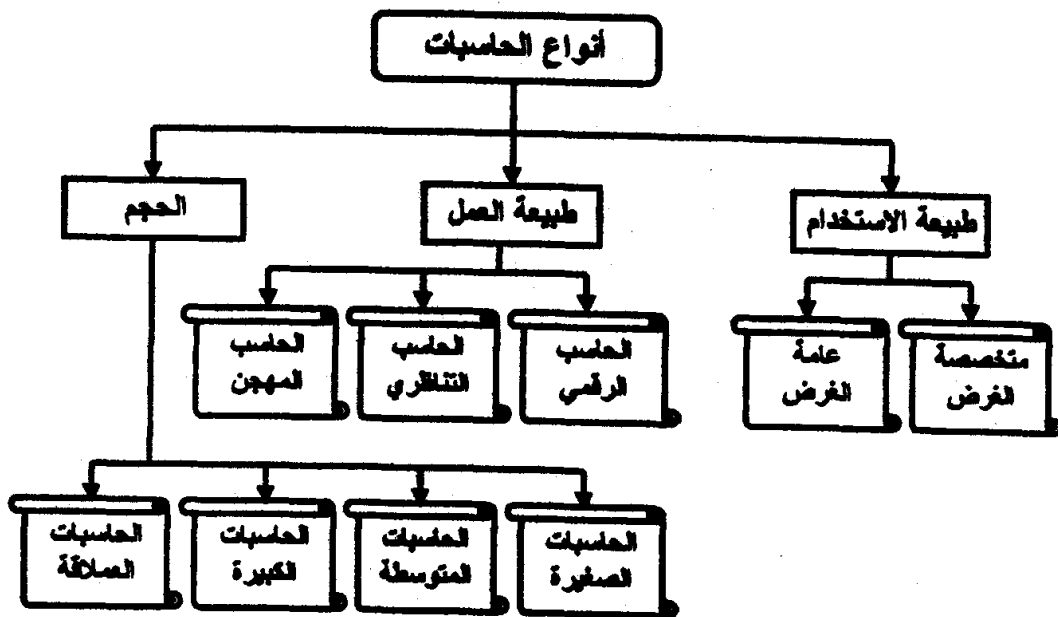 أنواع الحاسبات
طبيعة الاستخدام
طبيعة العمل
الحجم
متخصصة
الغرض
عامة
الغرض
الحاسب
الرقمي
الحاسب
التناظري
الحاسب
المهجن
الحاسبات
الصغيرة
الحاسبات
المتوسطة
الحاسبات
الكبيرة
الحاسبات
العملاقة